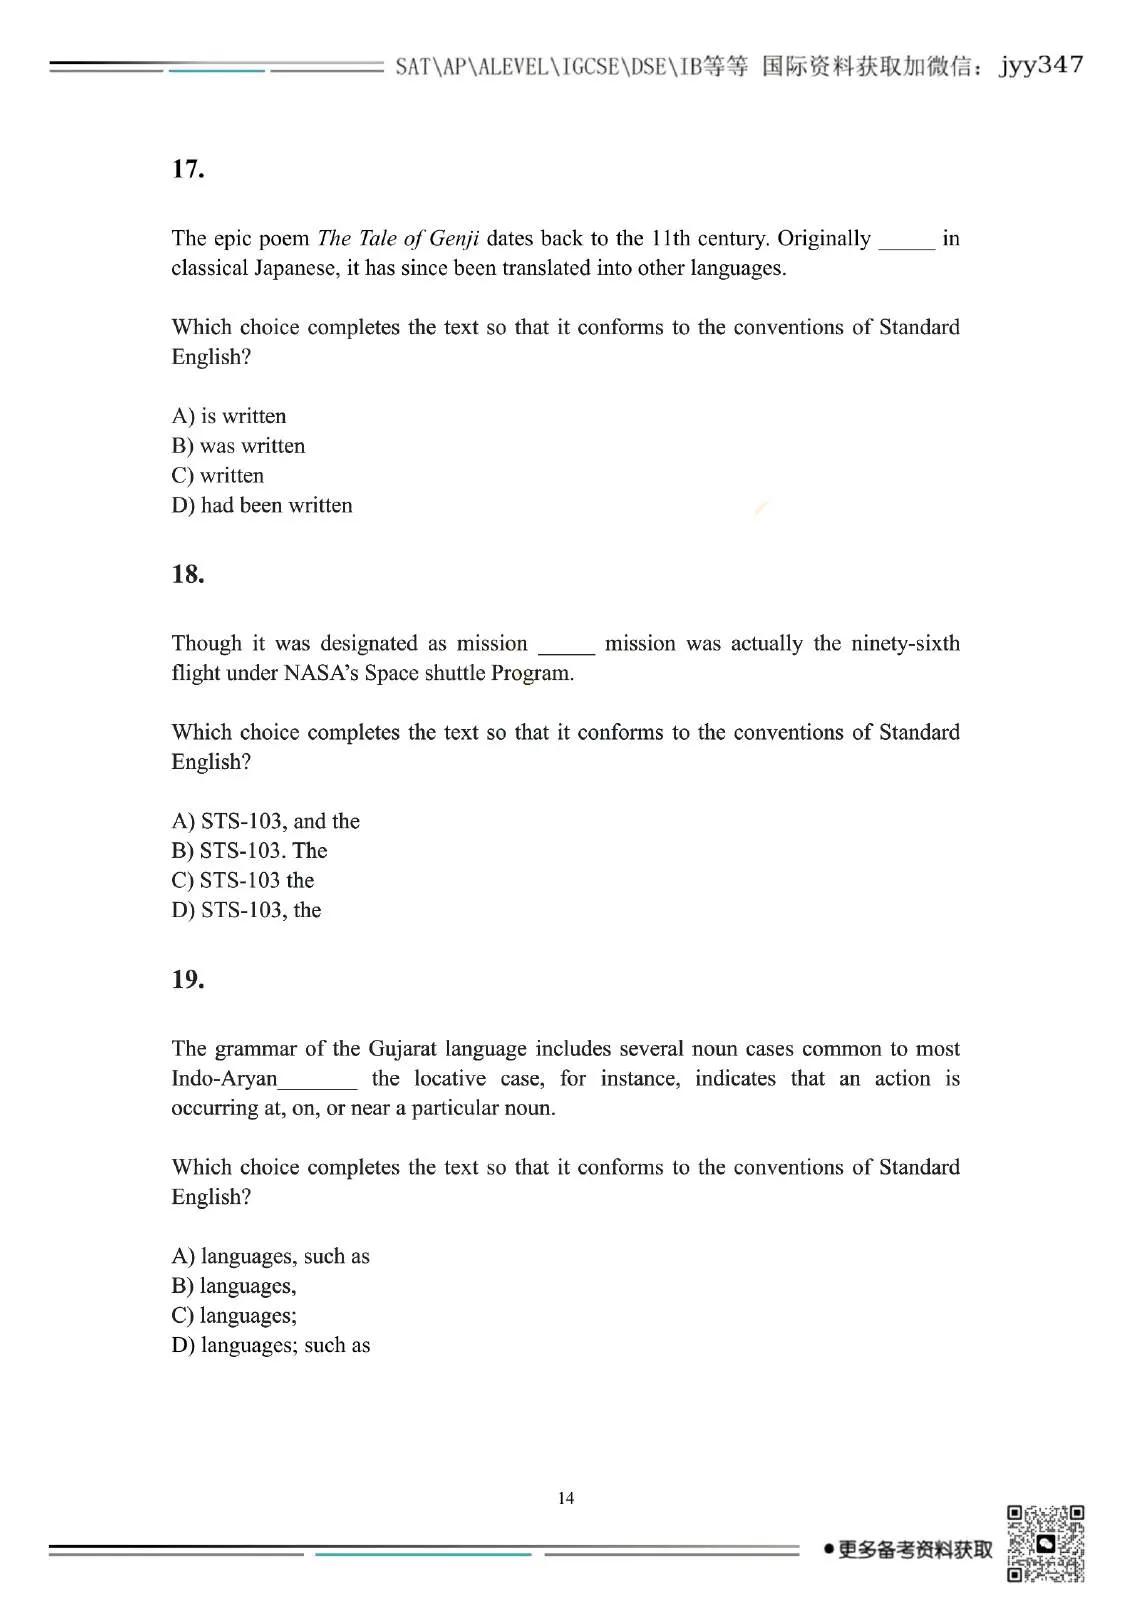 SAT\AP\ALEVEL\IGCSE\DSE\IB等等 国际资料获取加微信: jyy347
17.
The epic poem The Tale of Genji dates back to the 11th century. Originally _____ in
classical Japanese, it has since been translated into other languages.
Which choice completes the text so that it conforms to the conventions of Standard
English?
A) is written
B) was written
C) written
D) had been written
18.
Though it was designated as mission _____ mission was actually the ninety-sixth
flight under NASA’s Space shuttle Program.
Which choice completes the text so that it conforms to the conventions of Standard
English?
A) STS-103, and the
B) STS-103. The
C) STS-103 the
D) STS-103, the
19.
The grammar of the Gujarat language includes several noun cases common to most
Indo-Aryan_______ the locative case, for instance, indicates that an action is
occurring at, on, or near a particular noun.
Which choice completes the text so that it conforms to the conventions of Standard
English?
A) languages, such as
B) languages,
C) languages;
D) languages; such as
14
●更多备考资料获取